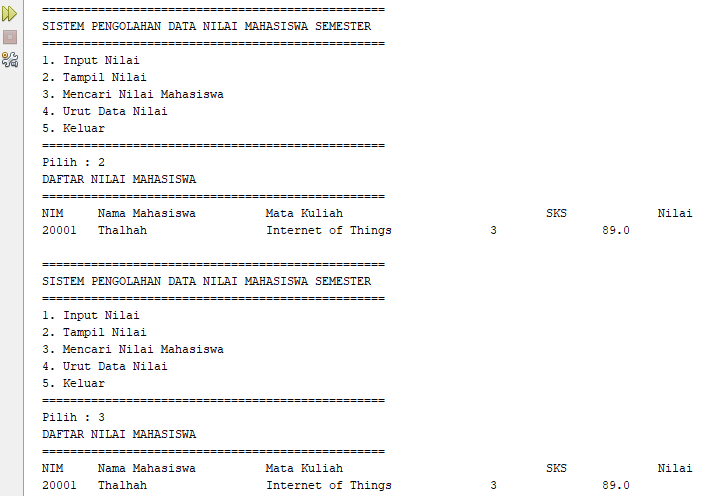 =================================================
SISTEM PENGOLAHAN DATA NILAI MAHASISWA SEMESTER
=================================================
1. Input Nilai
2. Tampil Nilai
3. Mencari Nilai Mahasiswa
4. Urut Data Nilai
5. Keluar
=================================================
Pilih : 2
DAFTAR NILAI MAHASISWA
=================================================
NIM     Nama Mahasiswa          Mata Kuliah                             SKS             Nilai
20001   Thalhah                 Internet of Things              3               89.0

=================================================
SISTEM PENGOLAHAN DATA NILAI MAHASISWA SEMESTER
=================================================
1. Input Nilai
2. Tampil Nilai
3. Mencari Nilai Mahasiswa
4. Urut Data Nilai
5. Keluar
=================================================
Pilih : 3
DAFTAR NILAI MAHASISWA
=================================================
NIM     Nama Mahasiswa          Mata Kuliah                             SKS             Nilai
20001   Thalhah                 Internet of Things              3               89.0